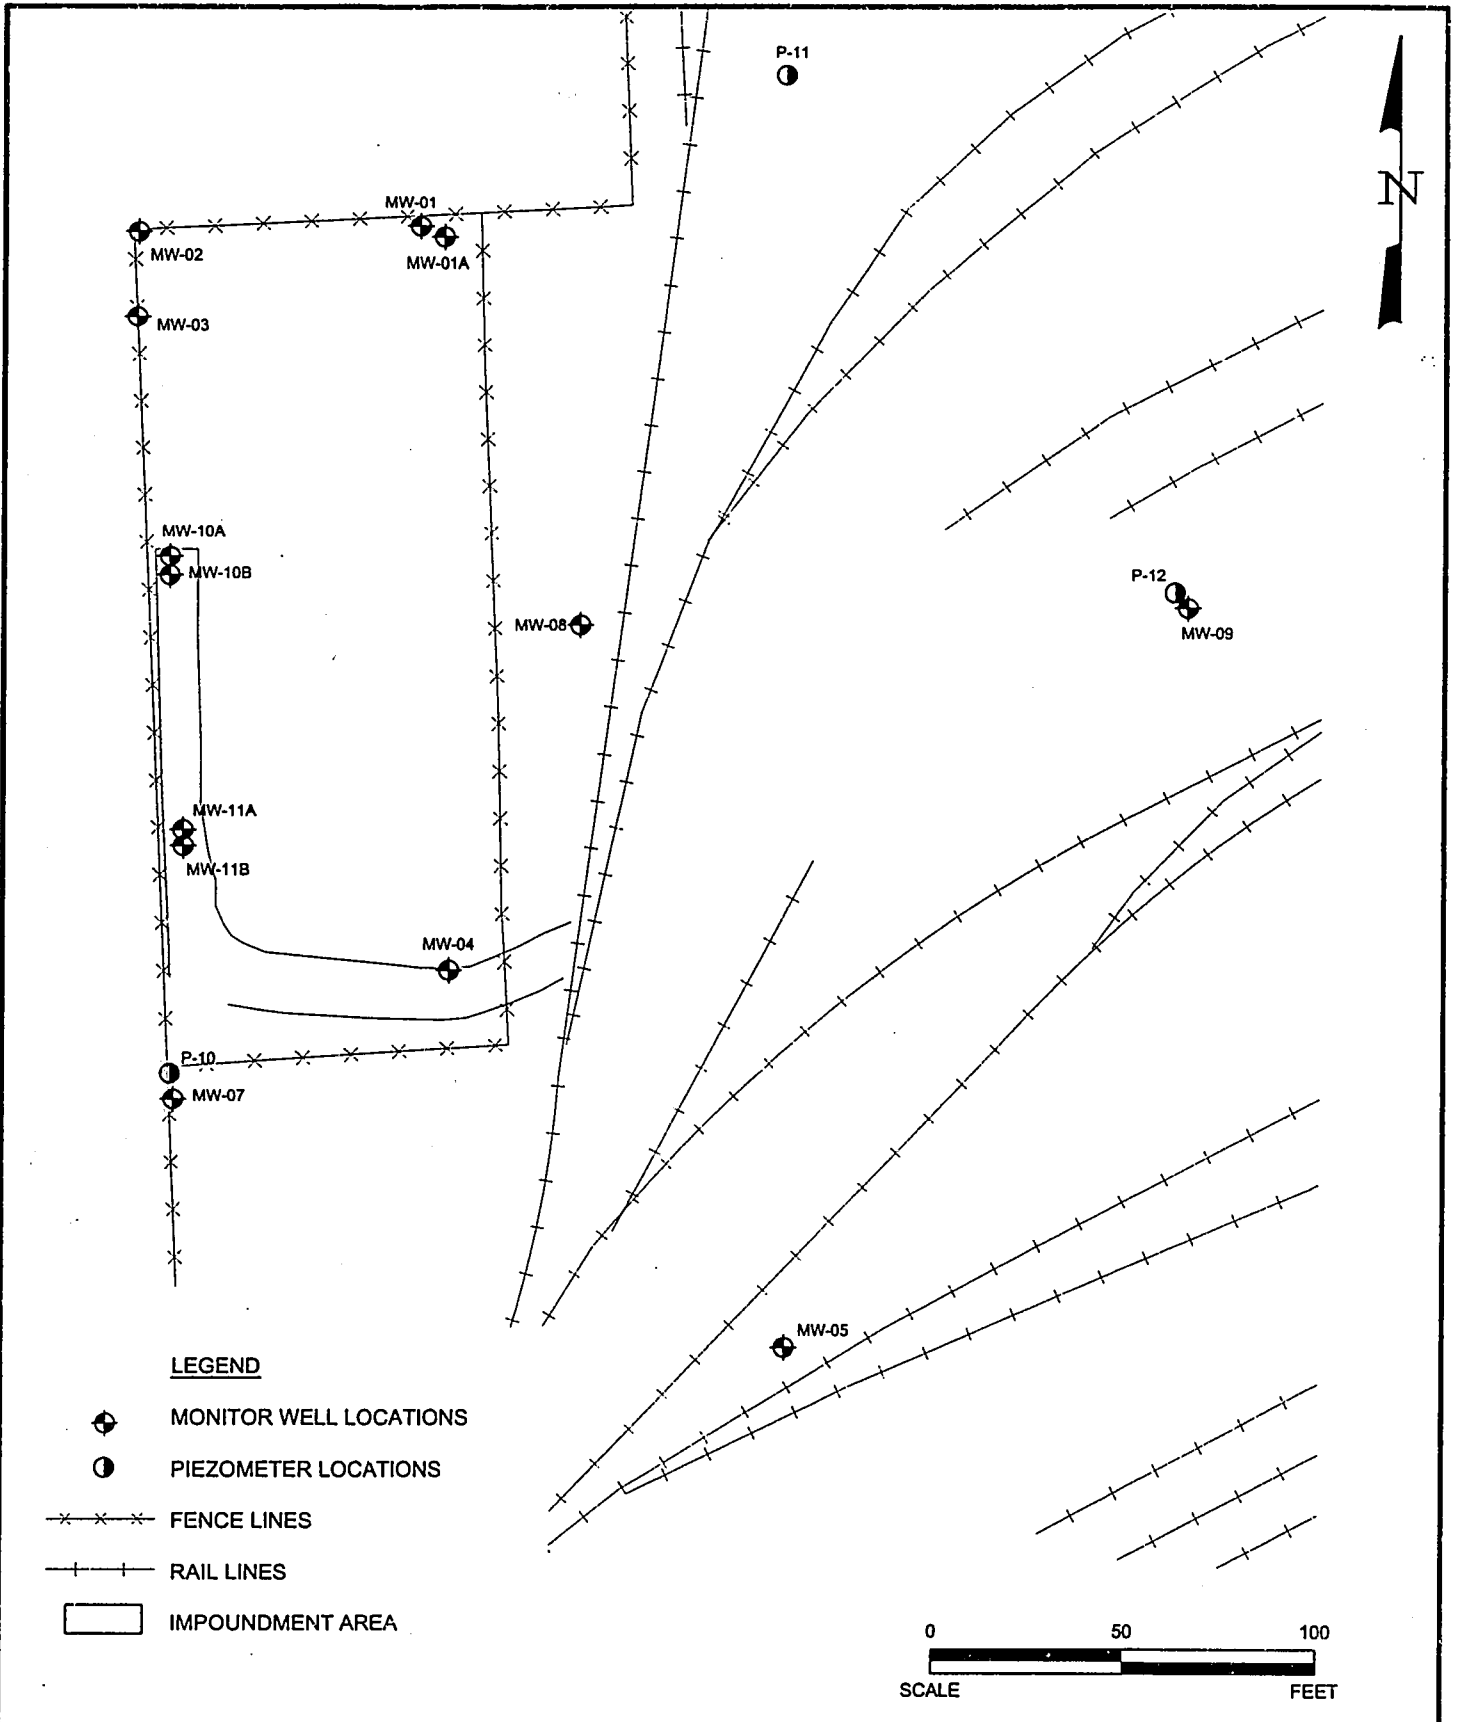 P-11
N
MW-01
MW-01A
MW-02
MW-03
MW-10A
MW-10B
P-12
MW-08
MW-09
MW-11A
MW-11B
MW-04
P-10
MW-07
MW-05
LEGEND
MONITOR WELL LOCATIONS
PIEZOMETER LOCATIONS
FENCE LINES
RAIL LINES
IMPOUNDMENT AREA
0 50 100
SCALE FEET